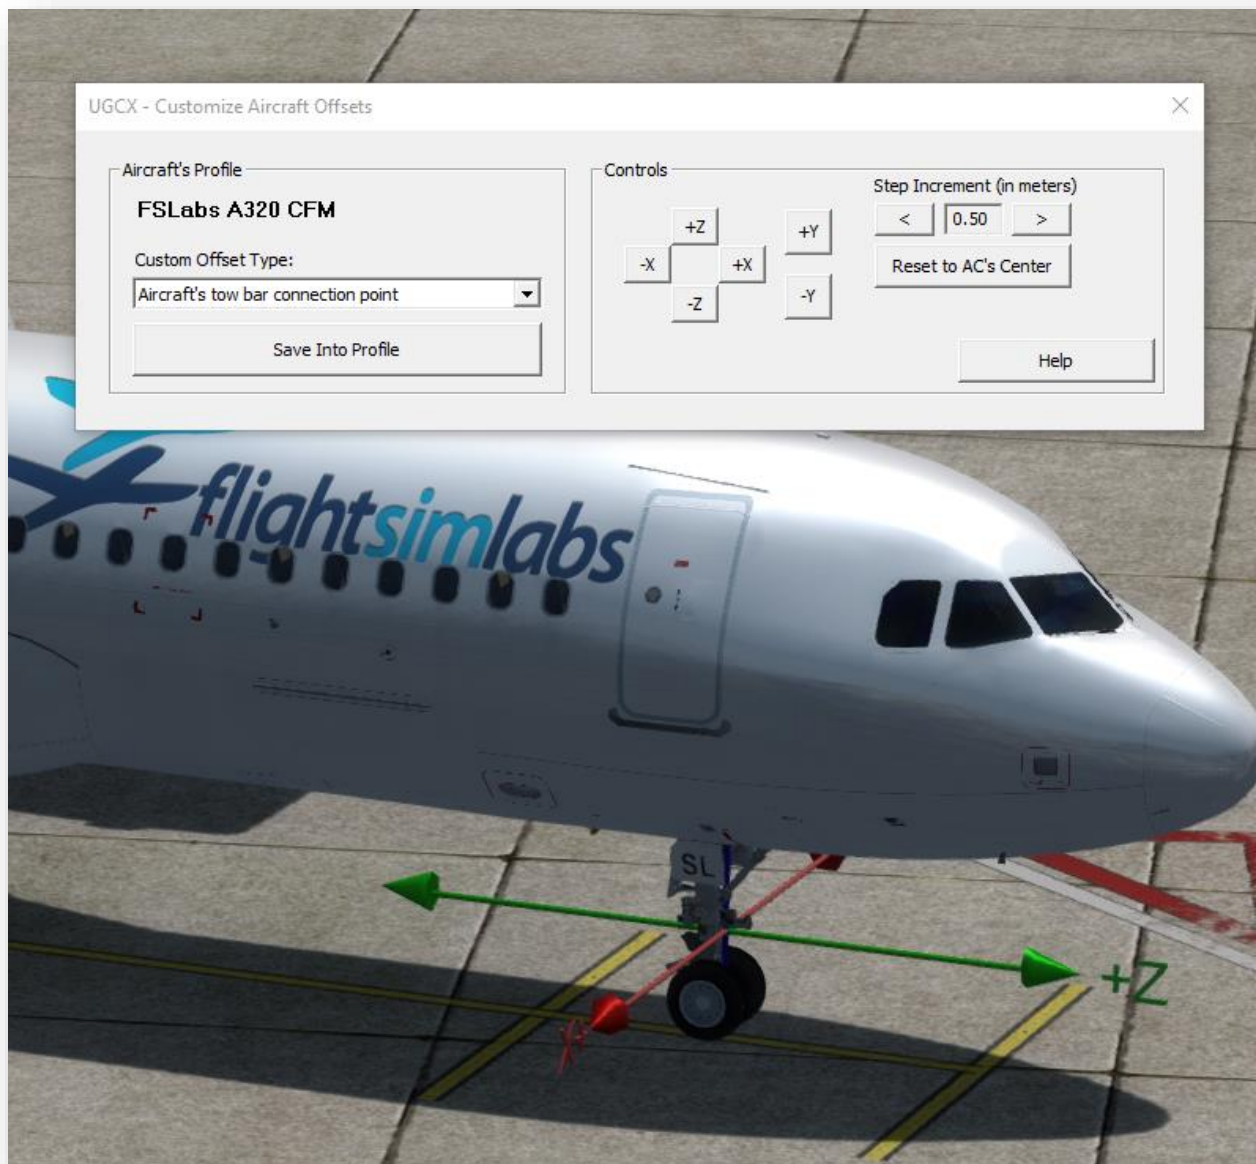 UGCX - Customize Aircraft Offsets
Aircraft's Profile
FSLabs A320 CFM
Custom Offset Type:
Aircraft's tow bar connection point
Save Into Profile
Controls
+Z
-X
+X
-Z
+Y
-Y
Step Increment (in meters)
<
0.50
>
Reset to AC's Center
Help
flightsimlabs
SL
+Z